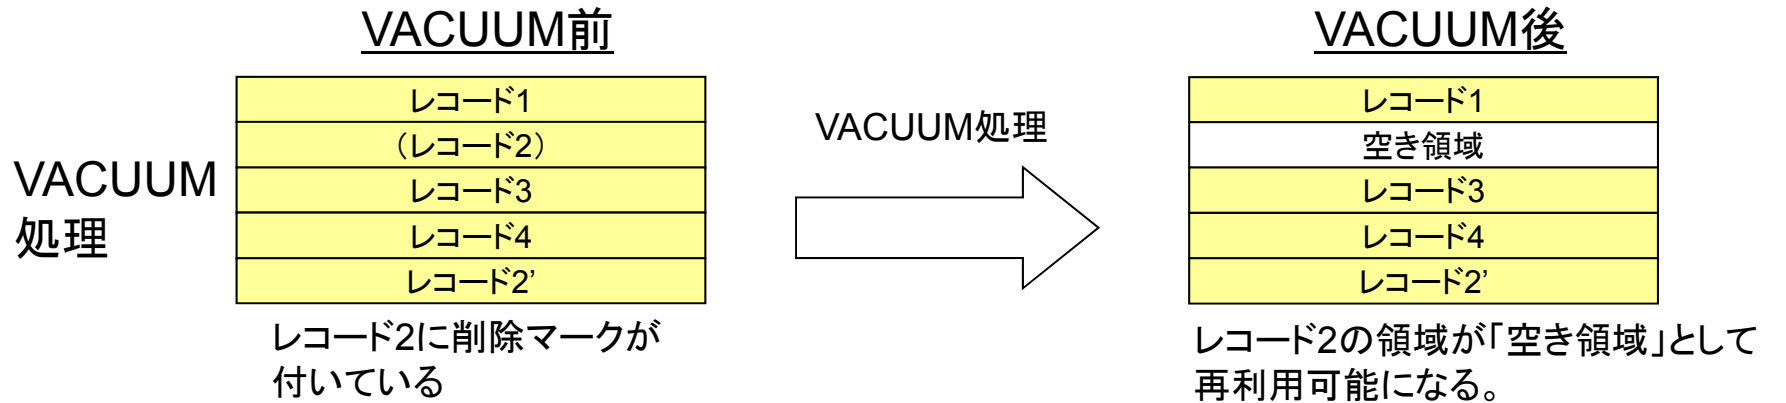 VACUUM前
VACUUM後
VACUUM
処理
レコード1
(レコード2)
レコード3
レコード4
レコード2’
VACUUM処理
レコード1
空き領域
レコード3
レコード4
レコード2’
レコード2に削除マークが
付いている
レコード2の領域が「空き領域」として
再利用可能になる。